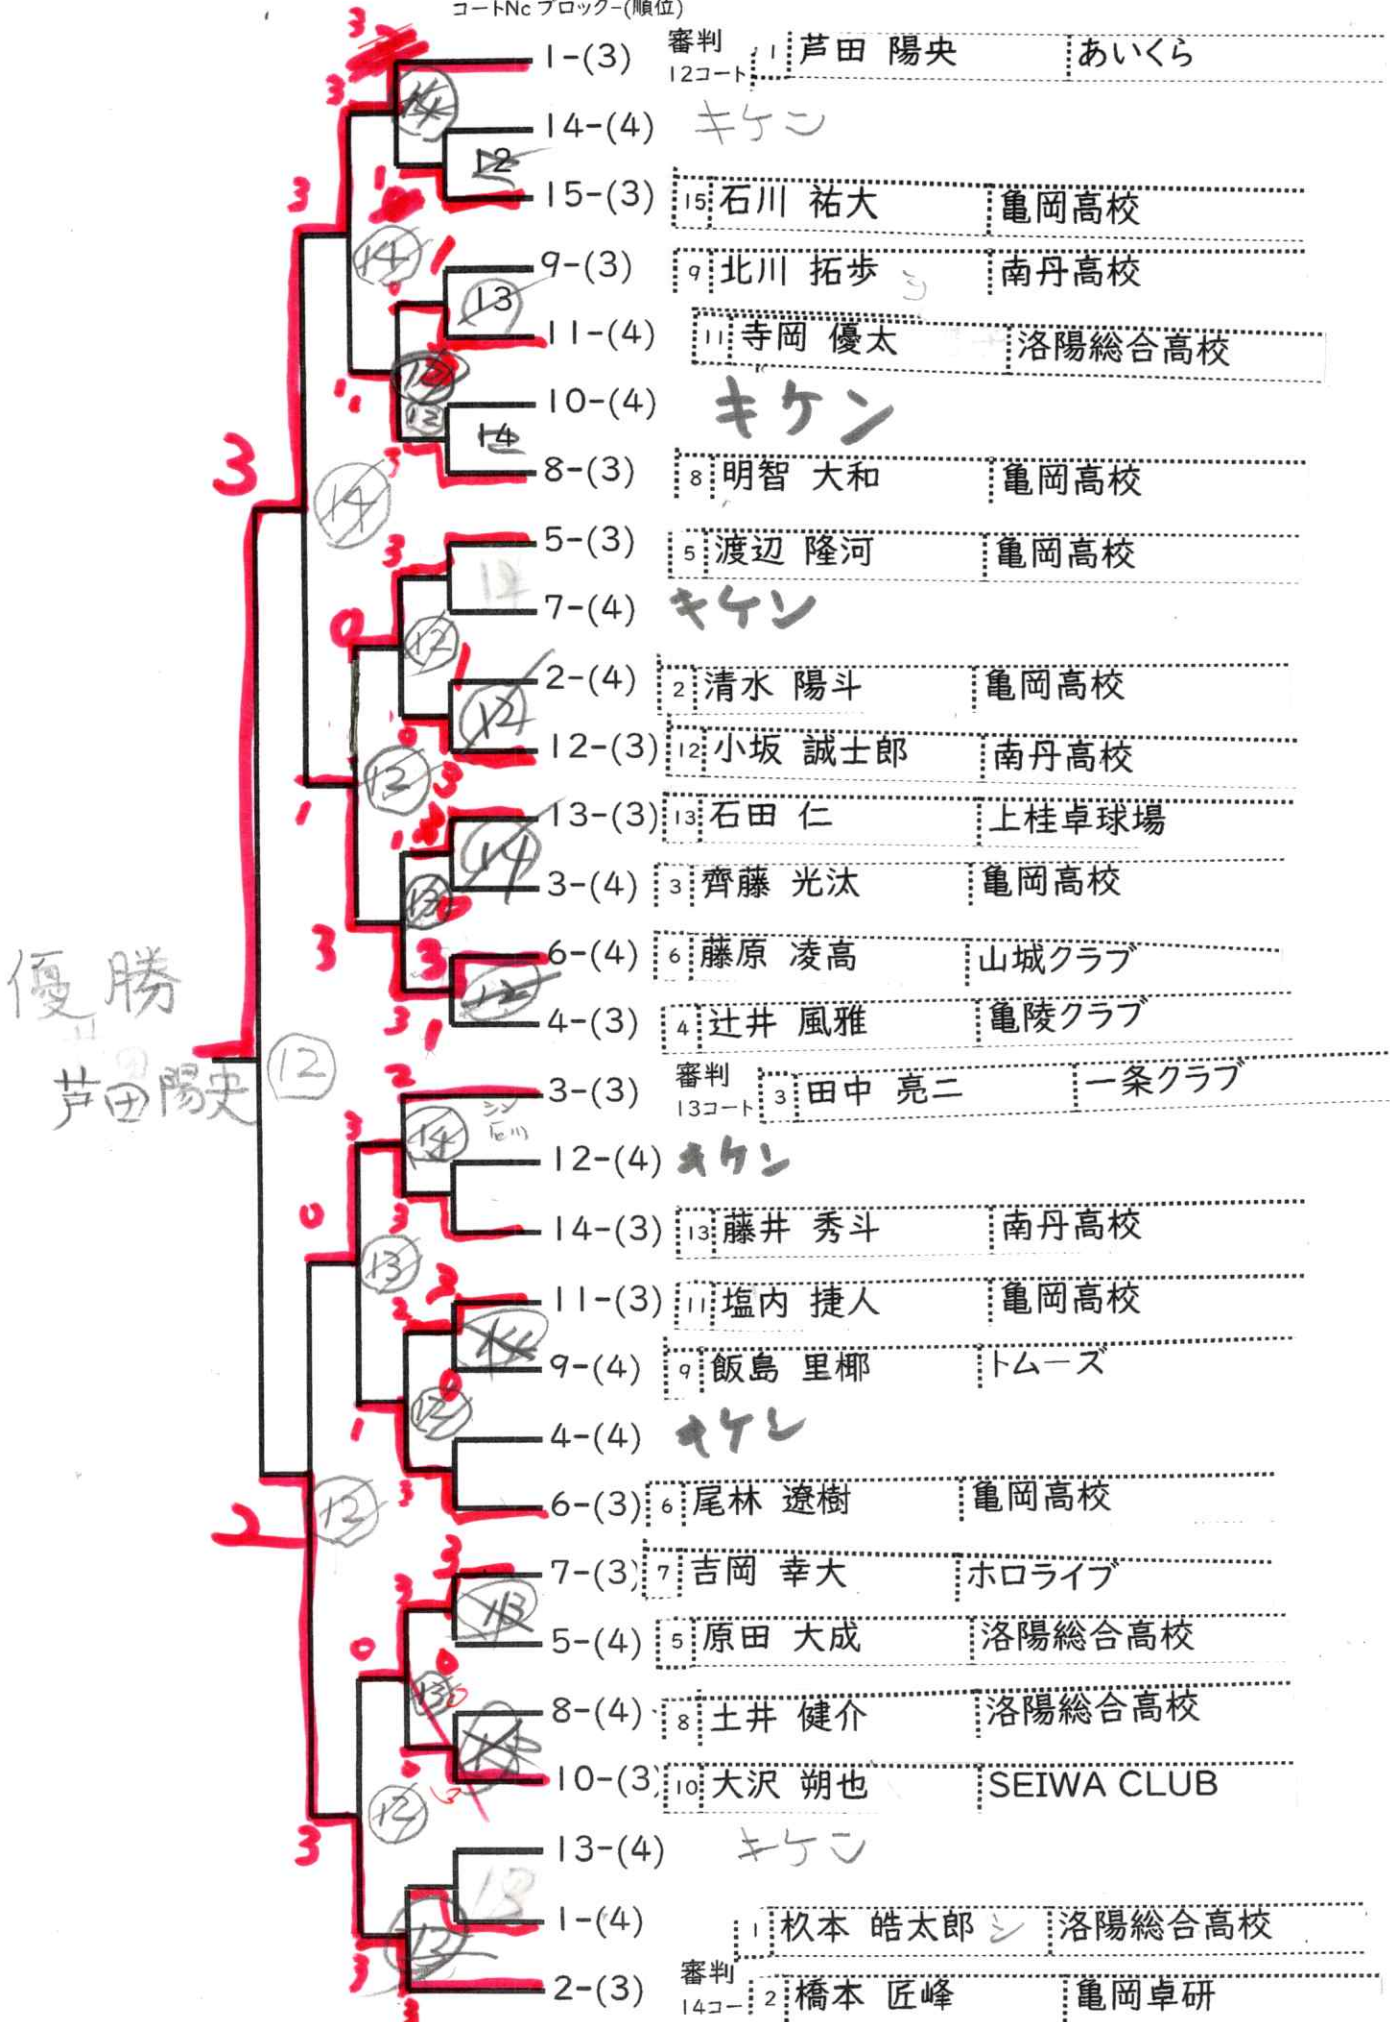 コートNc ブロック-(順位)
1-(3) 審判 12コート 1 芦田 陽央 あいくら
14-(4) キケン
15-(3) 15 石川 祐大 亀岡高校
9-(3) 9 北川 拓歩 シ 南丹高校
11-(4) 11 寺岡 優太 洛陽総合高校
10-(4) キケン
8-(3) 8 明智 大和 亀岡高校
5-(3) 5 渡辺 隆河 亀岡高校
7-(4) キケン
2-(4) 2 清水 陽斗 亀岡高校
12-(3) 12 小坂 誠士郎 南丹高校
13-(3) 13 石田 仁 上桂卓球場
3-(4) 3 齊藤 光汰 亀岡高校
6-(4) 6 藤原 凌高 山城クラブ
4-(3) 4 辻井 風雅 亀陵クラブ
優勝
芦田陽史
3-(3) 審判 13コート 3 田中 亮二 一条クラブ
12-(4) キケン
14-(3) 13 藤井 秀斗 南丹高校
11-(3) 11 塩内 捷人 亀岡高校
9-(4) 9 飯島 里椰 トムーズ
4-(4) キケン
6-(3) 6 尾林 遼樹 亀岡高校
7-(3) 7 吉岡 幸大 ホロライブ
5-(4) 5 原田 大成 洛陽総合高校
8-(4) 8 土井 健介 洛陽総合高校
10-(3) 10 大沢 朔也 SEIWA CLUB
13-(4) キケン
1-(4) 1 杦本 皓太郎 シ 洛陽総合高校
2-(3) 審判 14コー 2 橋本 匠峰 亀岡卓研